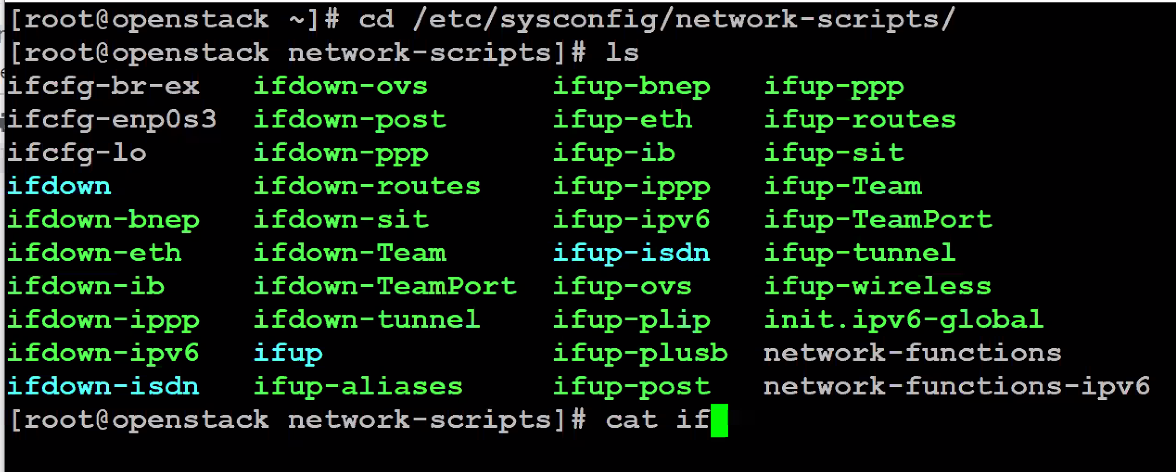 [root@openstack ~]# cd /etc/sysconfig/network-scripts/
[root@openstack network-scripts]# ls
ifcfg-br-ex   ifdown-ovs       ifup-bnep   ifup-ppp
ifcfg-enp0s3  ifdown-post      ifup-eth    ifup-routes
ifcfg-lo      ifdown-ppp       ifup-ib     ifup-sit
ifdown        ifdown-routes    ifup-ippp   ifup-Team
ifdown-bnep   ifdown-sit       ifup-ipv6   ifup-TeamPort
ifdown-eth    ifdown-Team      ifup-isdn   ifup-tunnel
ifdown-ib     ifdown-TeamPort  ifup-ovs    ifup-wireless
ifdown-ippp   ifdown-tunnel    ifup-plip   init.ipv6-global
ifdown-ipv6   ifup             ifup-plusb  network-functions
ifdown-isdn   ifup-aliases     ifup-post   network-functions-ipv6
[root@openstack network-scripts]# cat if